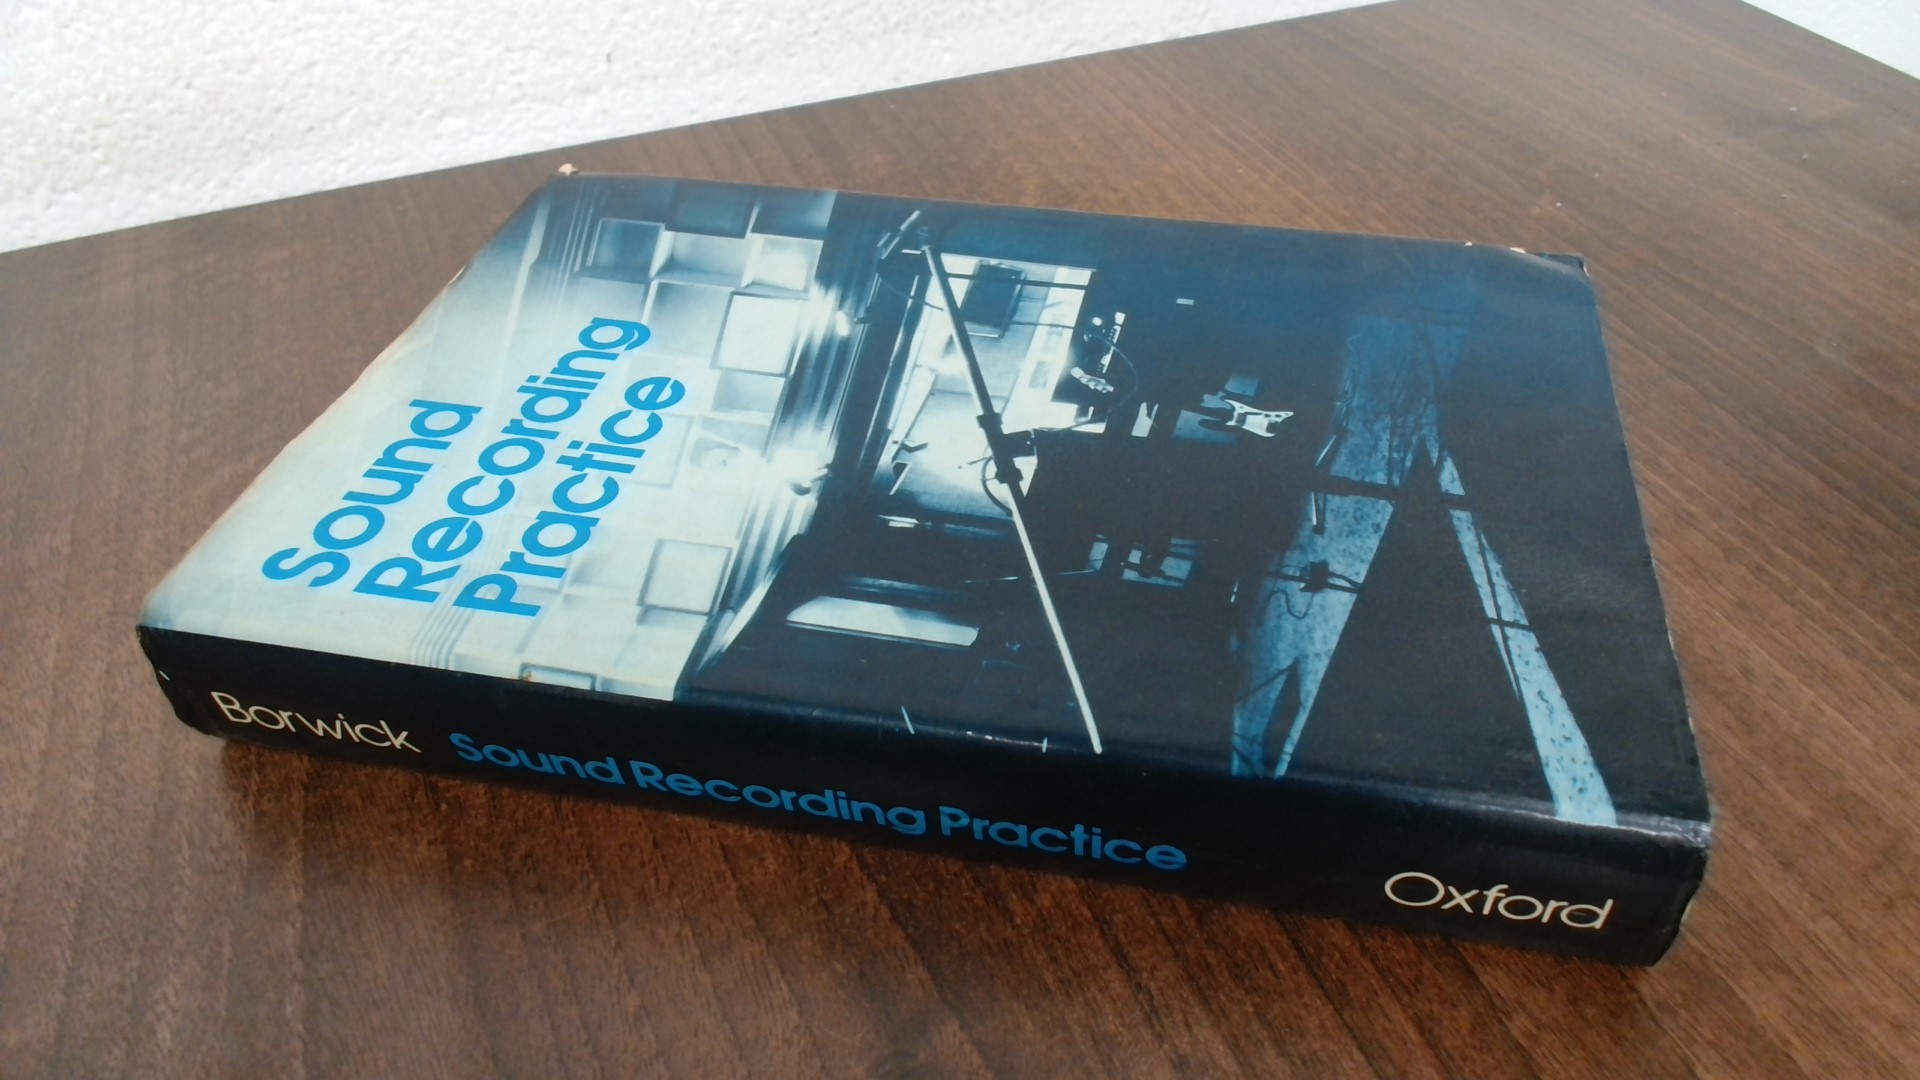 Sound
Recording
Practice
Borwick Sound Recording Practice Oxford